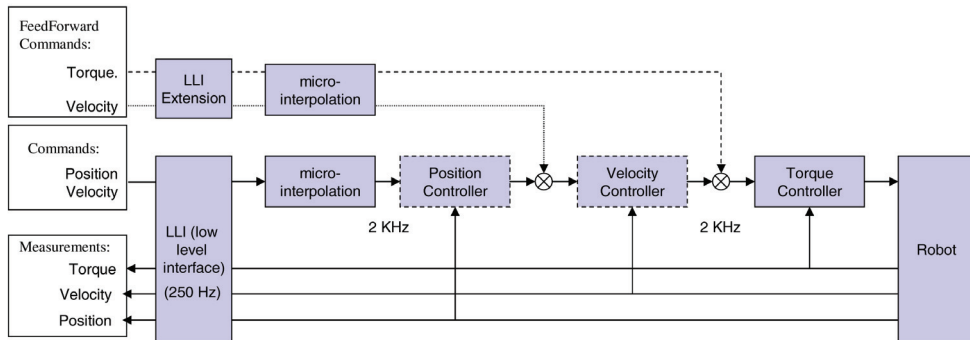 FeedForward
Commands:
Torque.
Velocity
LLI
Extension
micro-
interpolation
Commands:
Position
Velocity
micro-
interpolation
Position
Controller
Velocity
Controller
Torque
Controller
2 KHz
2 KHz
LLI (low
level
interface)
(250 Hz)
Robot
Measurements:
Torque
Velocity
Position